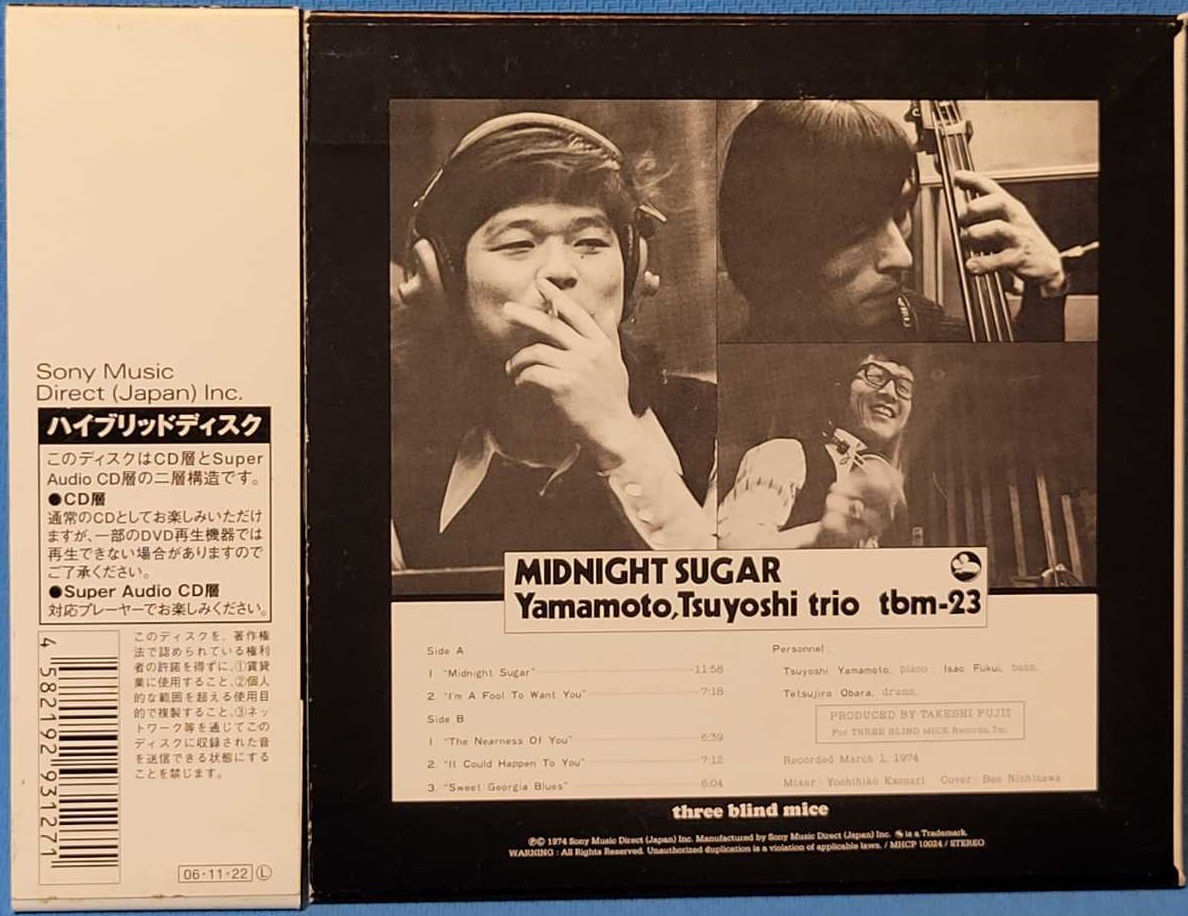 Sony Music
Direct (Japan) Inc.
ハイブリッドディスク
このディスクはCD層とSuper
Audio CD層の二層構造です。
●CD層
通常のCDとしてお楽しみいただけ
ますが、一部のDVD再生機器では
再生できない場合がありますので
ご了承ください。
●Super Audio CD層
対応プレーヤーでお楽しみください。
このディスクを、著作権
法で認められている権利
者の許諾を得ずに、①賃貸
業に使用すること、②個人
的な範囲を超える使用目
的で複製すること、③ネッ
トワーク等を通じてこの
ディスクに収録された音
を送信できる状態にする
ことを禁じます。
4 582192 931271
06·11·22 Ⓛ
MIDNIGHT SUGAR
Yamamoto,Tsuyoshi trio tbm-23
Side A
1. "Midnight Sugar" 11:58
2. "I'm A Fool To Want You" 7:18
Side B
1. "The Nearness Of You" 6:39
2. "It Could Happen To You" 7:12
3. "Sweet Georgia Blues" 6:04
Personnel:
Tsuyoshi Yamamoto, piano; Isao Fukui, bass,
Tetsujiro Obara, drums,
PRODUCED BY TAKESHI FUJII
For THREE BLIND MICE Records, Inc.
Recorded March 1, 1974
Mixer: Yoshihiko Kannari Cover: Ben Nishizawa
three blind mice
℗© 1974 Sony Music Direct (Japan) Inc. Manufactured by Sony Music Direct (Japan) Inc. is a Trademark.
WARNING : All Rights Reserved. Unauthorized duplication is a violation of applicable laws. / MHCP 10024 / STEREO